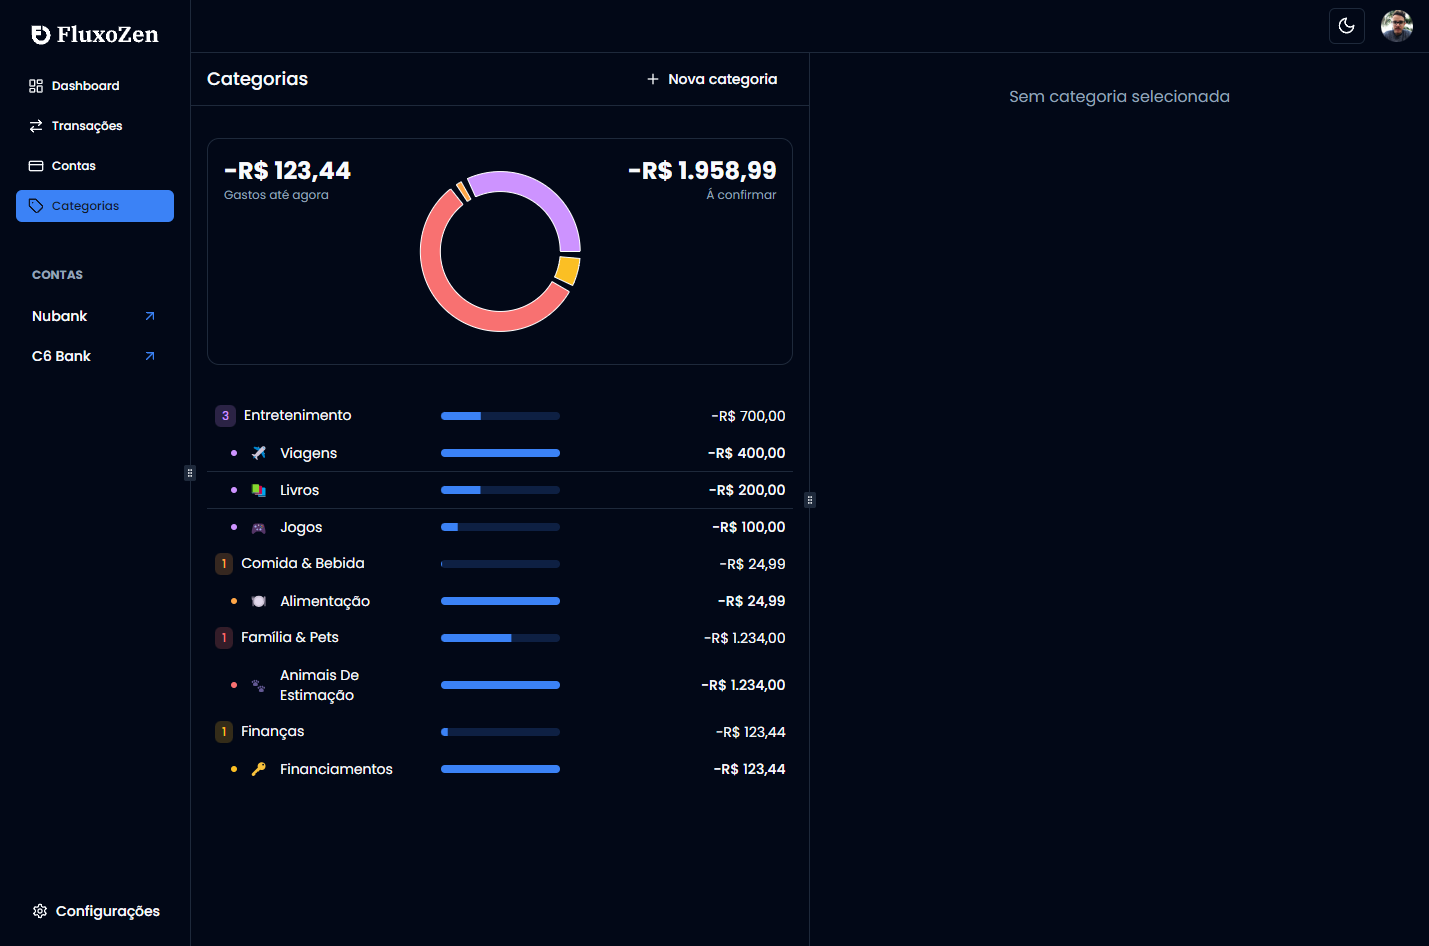 FluxoZen
Dashboard
Transações
Contas
Categorias
CONTAS
Nubank
C6 Bank
Configurações
Categorias
Nova categoria
-R$ 123,44
Gastos até agora
-R$ 1.958,99
Á confirmar
3 Entretenimento -R$ 700,00
Viagens -R$ 400,00
Livros -R$ 200,00
Jogos -R$ 100,00
1 Comida & Bebida -R$ 24,99
Alimentação -R$ 24,99
1 Família & Pets -R$ 1.234,00
Animais De
Estimação -R$ 1.234,00
1 Finanças -R$ 123,44
Financiamentos -R$ 123,44
Sem categoria selecionada